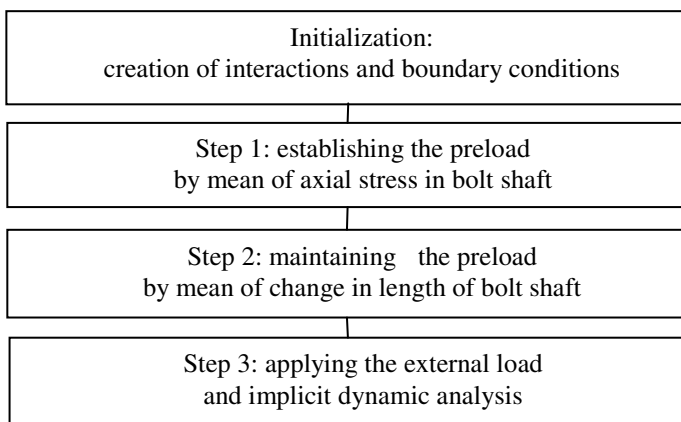 Initialization:
creation of interactions and boundary conditions
Step 1: establishing the preload
by mean of axial stress in bolt shaft
Step 2: maintaining the preload
by mean of change in length of bolt shaft
Step 3: applying the external load
and implicit dynamic analysis